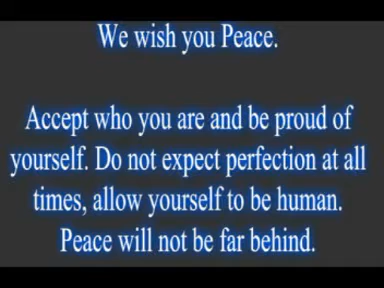 We wish you Peace.
Accept who you are and be proud of
yourself. Do not expect perfection at all
times, allow yourself to be human.
Peace will not be far behind.